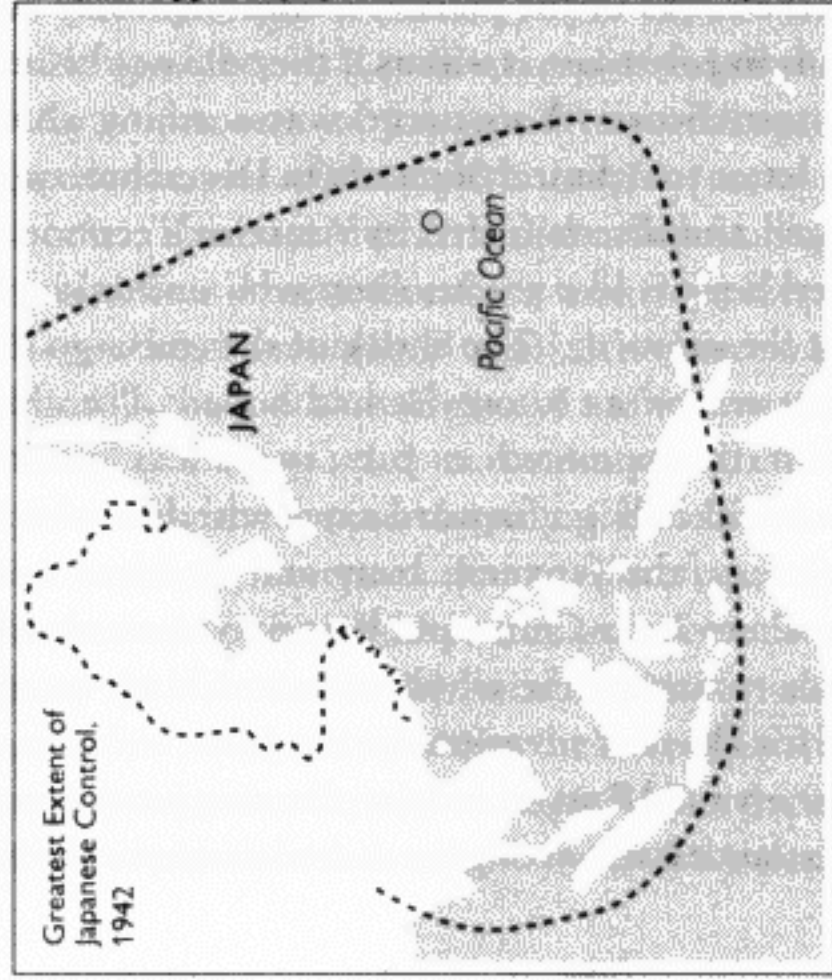 Greatest Extent of
Japanese Control,
1942
JAPAN
Pacific Ocean